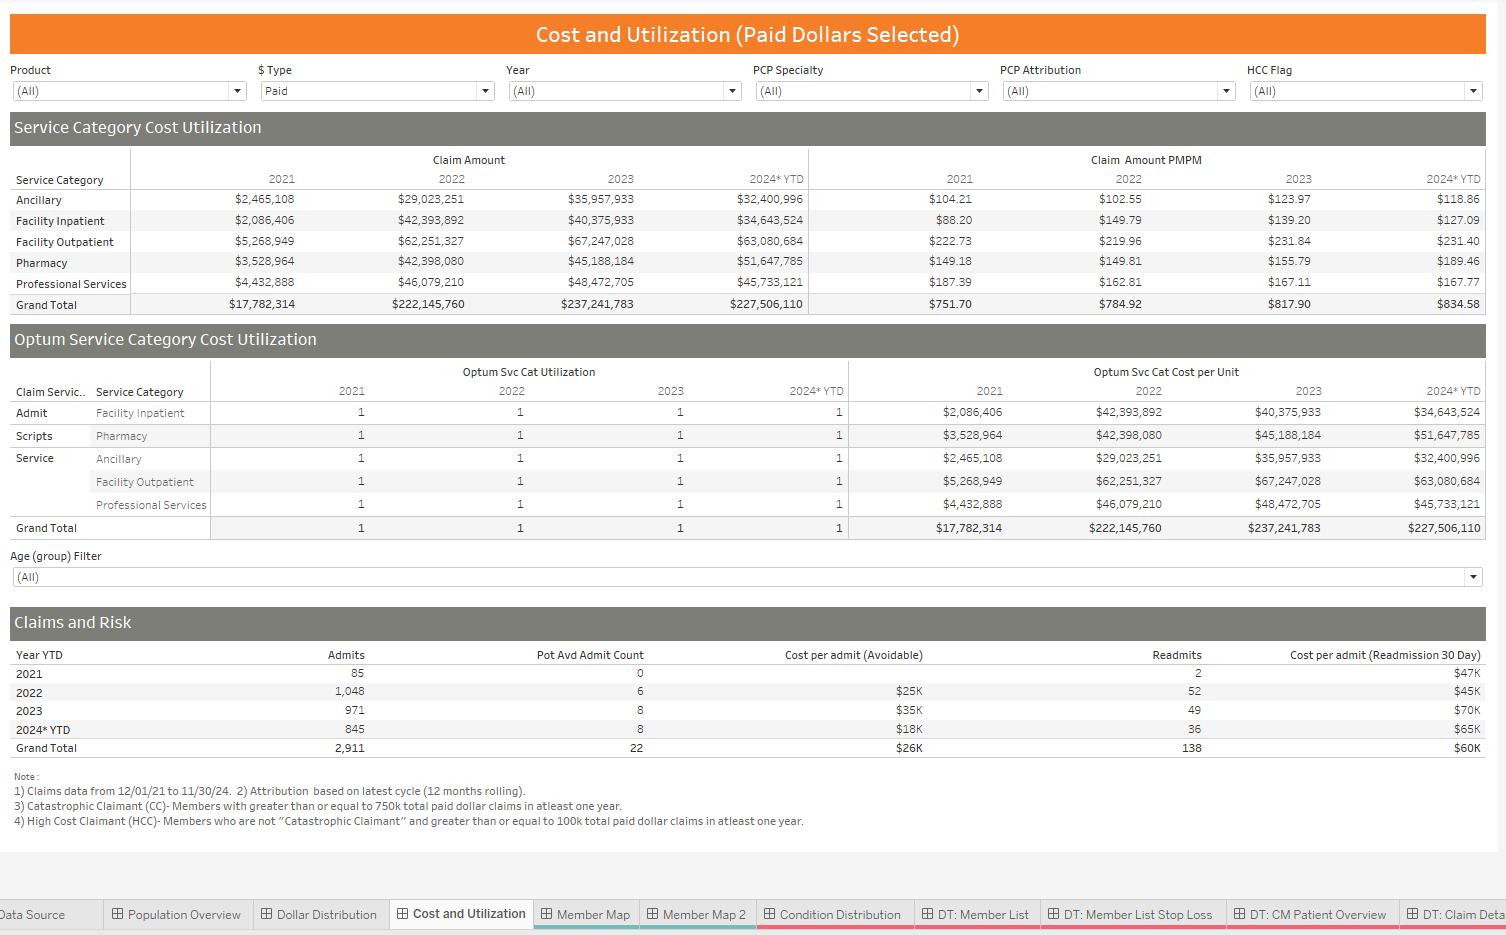 Cost and Utilization (Paid Dollars Selected)
Product $ Type Year PCP Specialty PCP Attribution HCC Flag
(All) Paid (All) (All) (All) (All)
Service Category Cost Utilization
Claim Amount Claim Amount PMPM
Service Category 2021 2022 2023 2024* YTD 2021 2022 2023 2024* YTD
Ancillary $2,465,108 $29,023,251 $35,957,933 $32,400,996 $104.21 $102.55 $123.97 $118.86
Facility Inpatient $2,086,406 $42,393,892 $40,375,933 $34,643,524 $88.20 $149.79 $139.20 $127.09
Facility Outpatient $5,268,949 $62,251,327 $67,247,028 $63,080,684 $222.73 $219.96 $231.84 $231.40
Pharmacy $3,528,964 $42,398,080 $45,188,184 $51,647,785 $149.18 $149.81 $155.79 $189.46
Professional Services $4,432,888 $46,079,210 $48,472,705 $45,733,121 $187.39 $162.81 $167.11 $167.77
Grand Total $17,782,314 $222,145,760 $237,241,783 $227,506,110 $751.70 $784.92 $817.90 $834.58
Optum Service Category Cost Utilization
Optum Svc Cat Utilization Optum Svc Cat Cost per Unit
Claim Servic.. Service Category 2021 2022 2023 2024* YTD 2021 2022 2023 2024* YTD
Admit Facility Inpatient 1 1 1 1 $2,086,406 $42,393,892 $40,375,933 $34,643,524
Scripts Pharmacy 1 1 1 1 $3,528,964 $42,398,080 $45,188,184 $51,647,785
Service Ancillary 1 1 1 1 $2,465,108 $29,023,251 $35,957,933 $32,400,996
Facility Outpatient 1 1 1 1 $5,268,949 $62,251,327 $67,247,028 $63,080,684
Professional Services 1 1 1 1 $4,432,888 $46,079,210 $48,472,705 $45,733,121
Grand Total 1 1 1 1 $17,782,314 $222,145,760 $237,241,783 $227,506,110
Age (group) Filter
(All)
Claims and Risk
Year YTD Admits Pot Avd Admit Count Cost per admit (Avoidable) Readmits Cost per admit (Readmission 30 Day)
2021 85 0 2 $47K
2022 1,048 6 $25K 52 $45K
2023 971 8 $35K 49 $70K
2024* YTD 845 8 $18K 36 $65K
Grand Total 2,911 22 $26K 138 $60K
Note :
1) Claims data from 12/01/21 to 11/30/24. 2) Attribution based on latest cycle (12 months rolling).
3) Catastrophic Claimant (CC)- Members with greater than or equal to 750k total paid dollar claims in atleast one year.
4) High Cost Claimant (HCC)- Members who are not "Catastrophic Claimant" and greater than or equal to 100k total paid dollar claims in atleast one year.
Data Source Population Overview Dollar Distribution Cost and Utilization Member Map Member Map 2 Condition Distribution DT: Member List DT: Member List Stop Loss DT: CM Patient Overview DT: Claim Deta